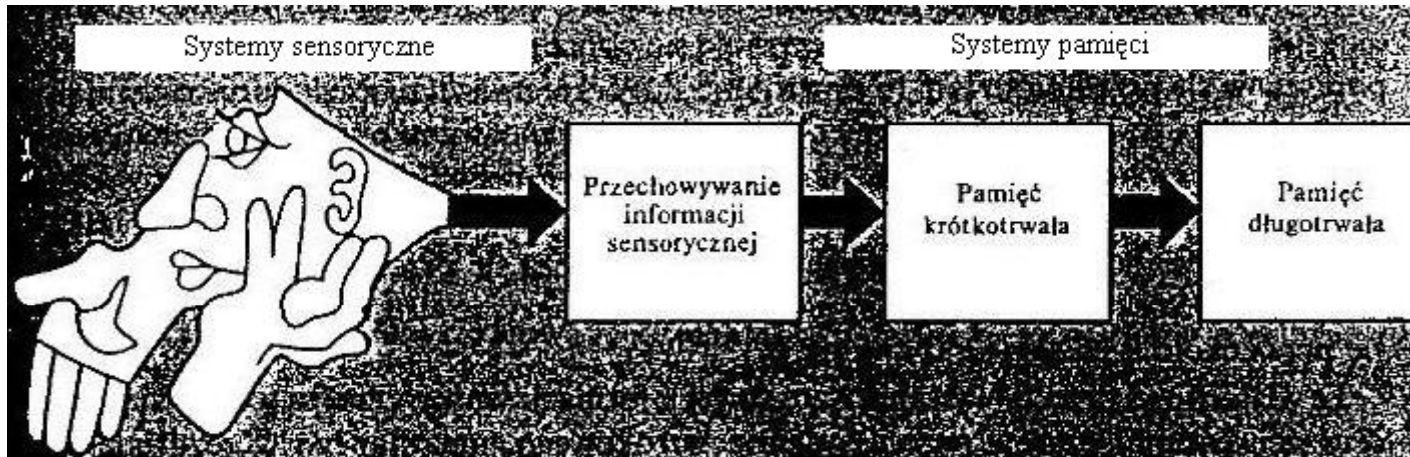 Systemy sensoryczne
Systemy pamięci
Przechowywanie
informacji
sensorycznej
Pamięć
krótkotrwała
Pamięć
długotrwała